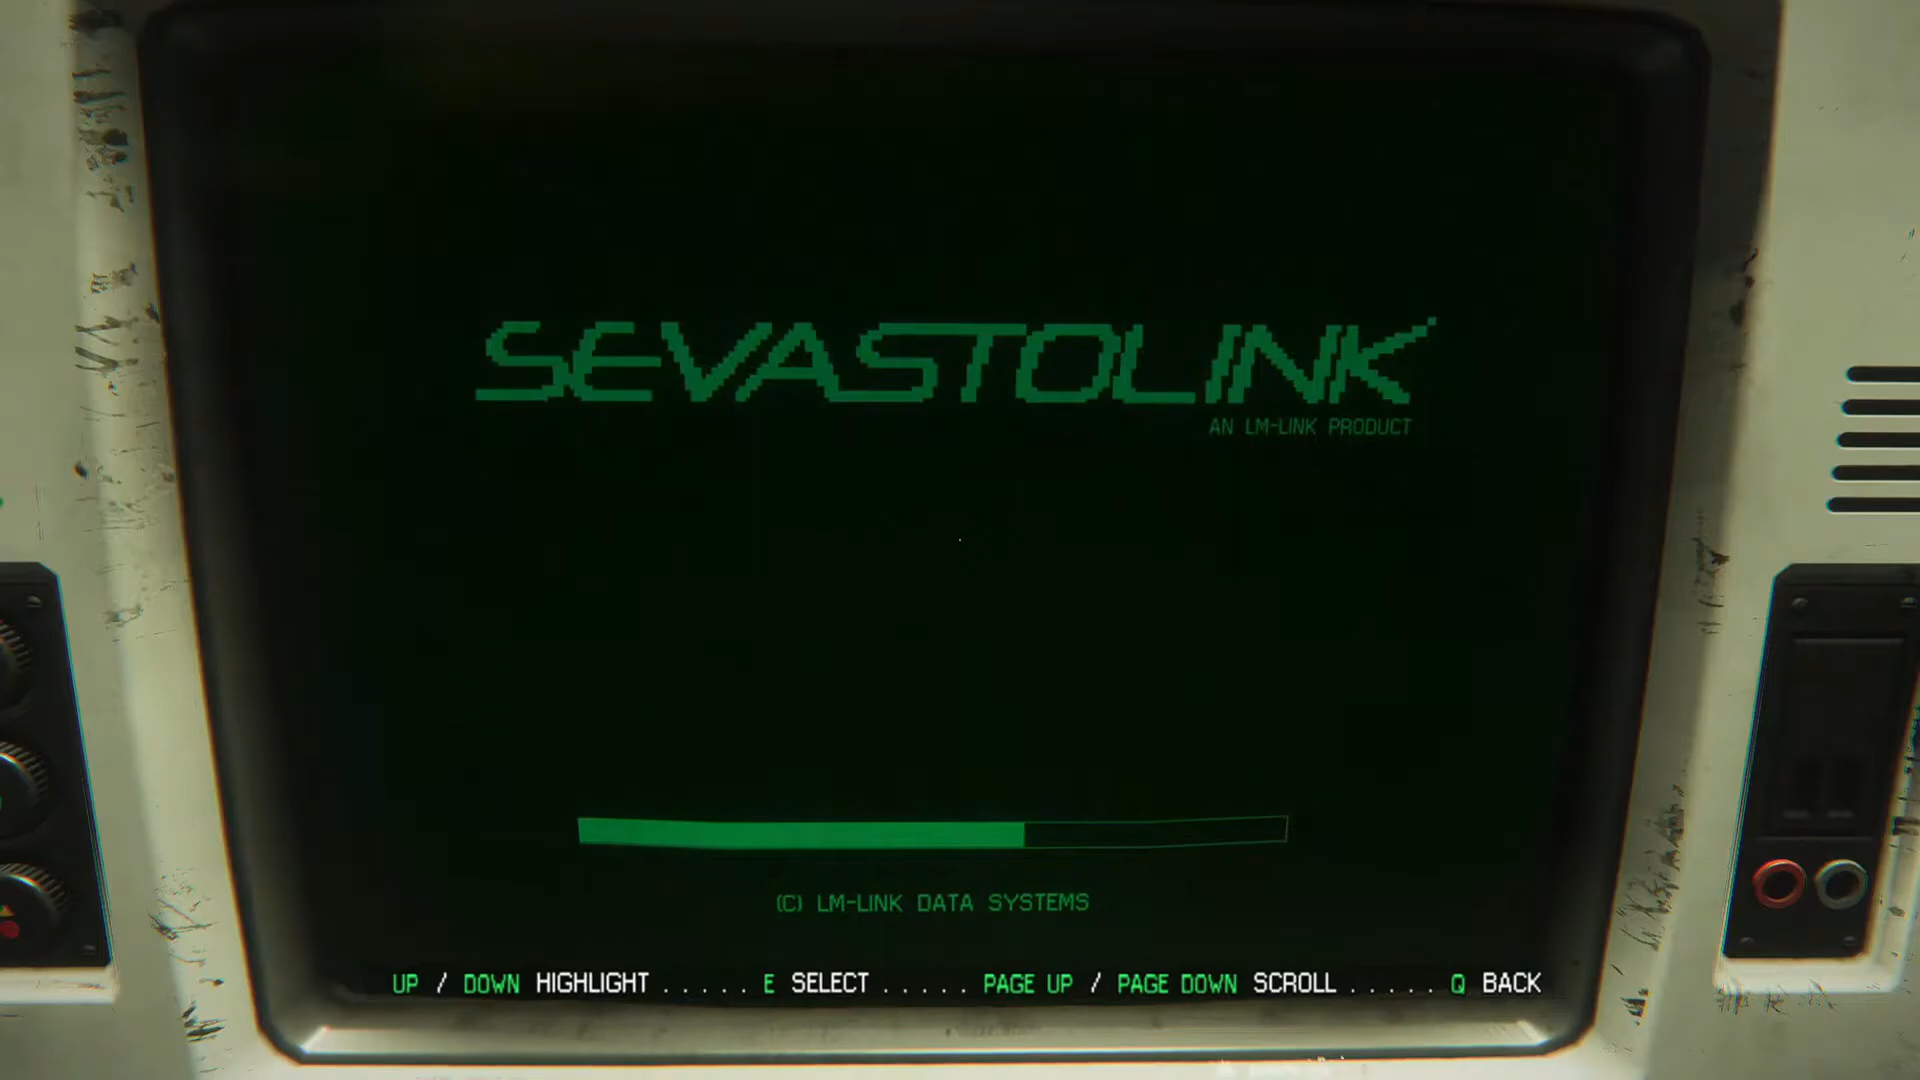 SEVASTOLINK
AN LM-LINK PRODUCT
(C) LM-LINK DATA SYSTEMS
UP / DOWN HIGHLIGHT ..... E SELECT ..... PAGE UP / PAGE DOWN SCROLL ..... Q BACK